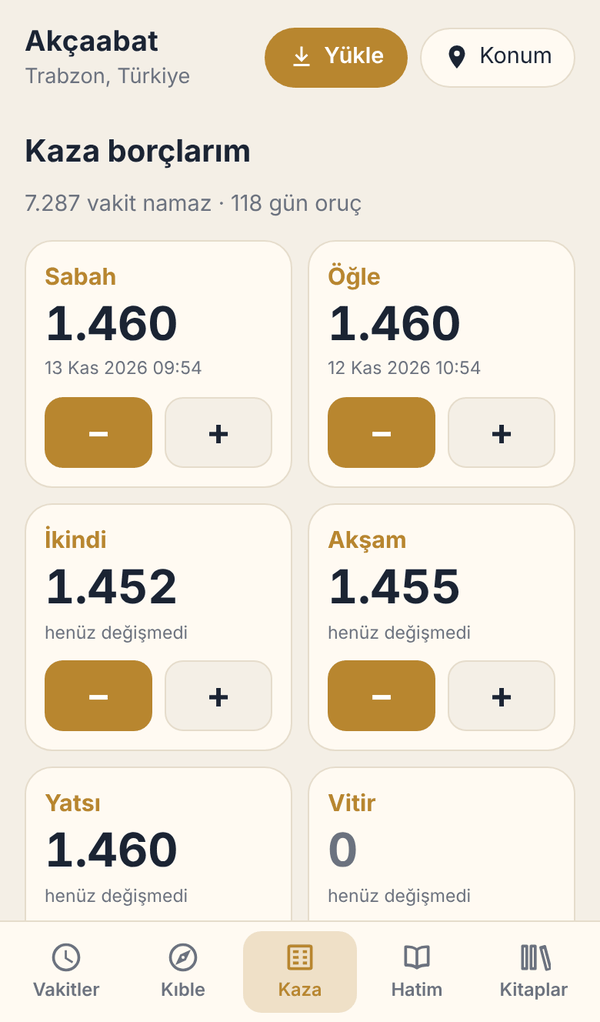 Akçaabat
Trabzon, Türkiye
Yükle
Konum
Kaza borçlarım
7.287 vakit namaz · 118 gün oruç
Sabah
1.460
13 Kas 2026 09:54
− +
Öğle
1.460
12 Kas 2026 10:54
− +
İkindi
1.452
henüz değişmedi
− +
Akşam
1.455
henüz değişmedi
− +
Yatsı
1.460
henüz değişmedi
Vitir
0
henüz değişmedi
Vakitler
Kıble
Kaza
Hatim
Kitaplar